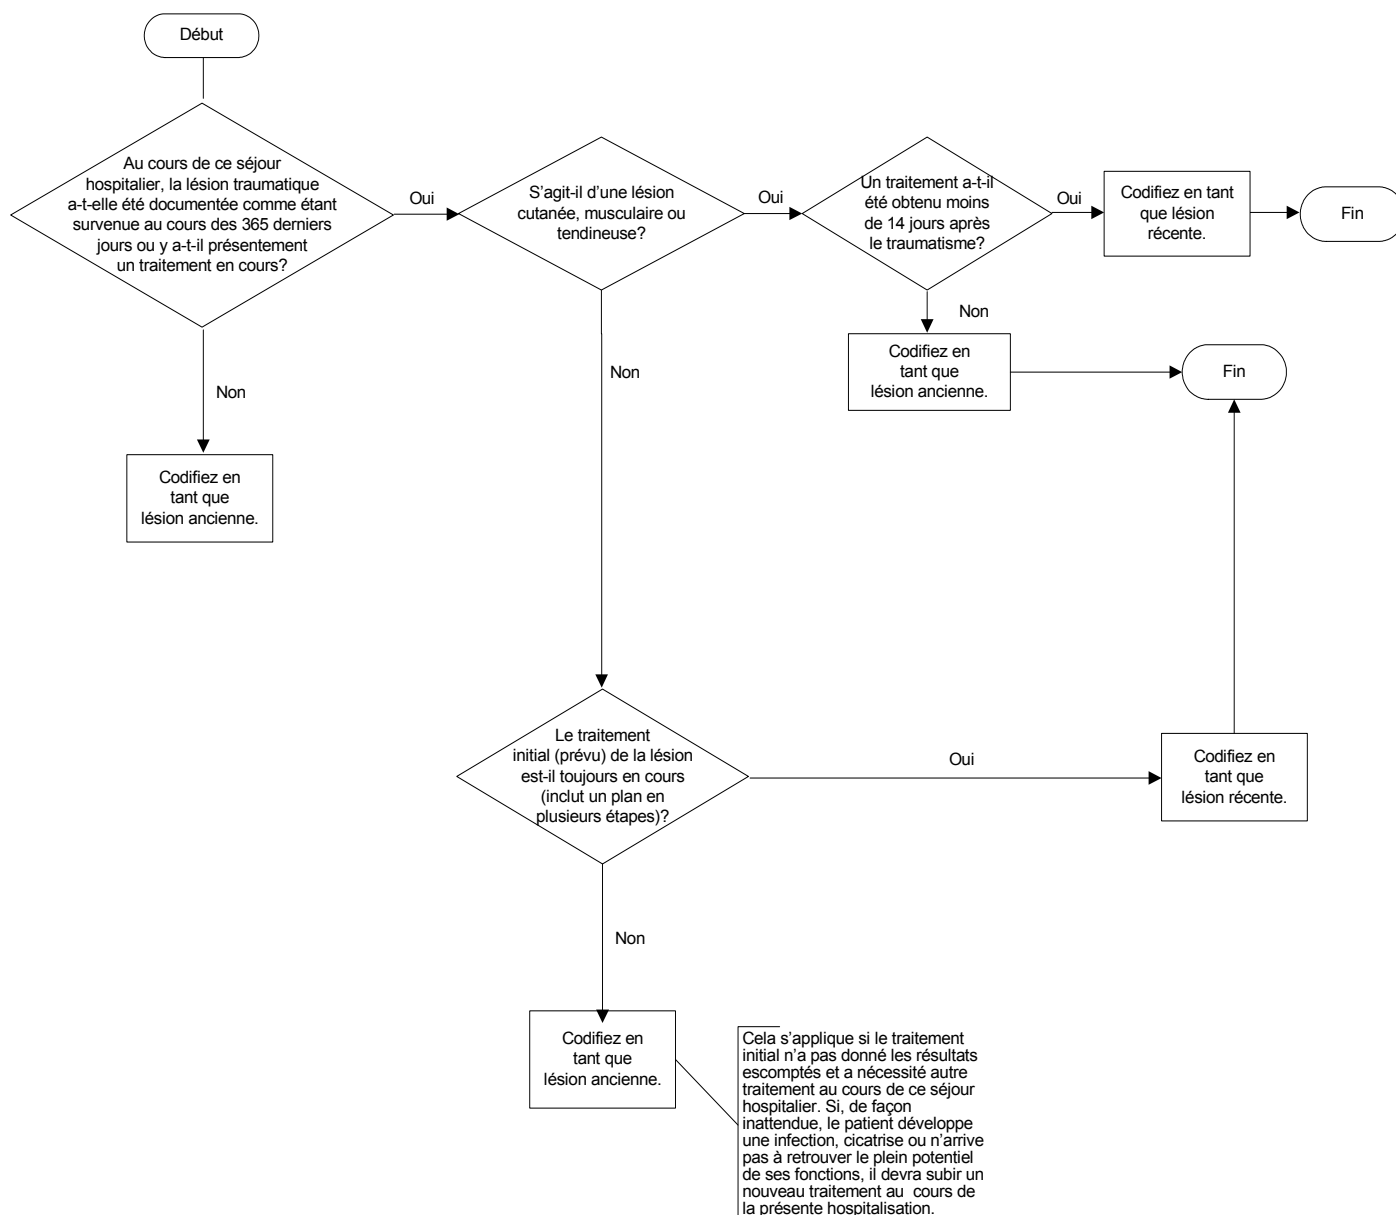 Début
Au cours de ce séjour
hospitalier, la lésion traumatique
a-t-elle été documentée comme étant
survenue au cours des 365 derniers
jours ou y a-t-il présentement
un traitement en cours?
Oui
S'agit-il d'une lésion
cutanée, musculaire ou
tendineuse?
Oui
Un traitement a-t-il
été obtenu moins
de 14 jours après
le traumatisme?
Oui
Codifiez en tant
que lésion
récente.
Fin
Non
Codifiez en
tant que
lésion ancienne.
Fin
Non
Non
Codifiez en
tant que
lésion ancienne.
Le traitement
initial (prévu) de la lésion
est-il toujours en cours
(inclut un plan en
plusieurs étapes)?
Oui
Codifiez en
tant que
lésion récente.
Non
Codifiez en
tant que
lésion ancienne.
Cela s'applique si le traitement
initial n'a pas donné les résultats
escomptés et a nécessité autre
traitement au cours de ce séjour
hospitalier. Si, de façon
inattendue, le patient développe
une infection, cicatrise ou n'arrive
pas à retrouver le plein potentiel
de ses fonctions, il devra subir un
nouveau traitement au cours de
la présente hospitalisation.